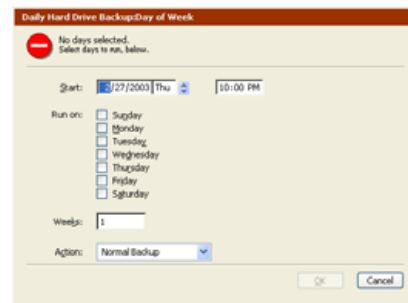 Daily Hard Drive Backup:Day of Week
No days selected.
Select days to run, below.
Start: 2/27/2003 Thu 10:00 PM
Run on: Sunday
Monday
Tuesday
Wednesday
Thursday
Friday
Saturday
Weeks: 1
Action: Normal Backup
OK Cancel